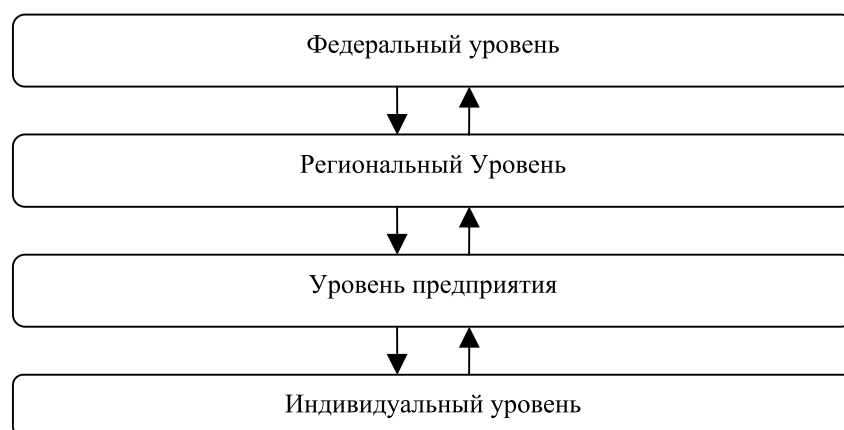 Федеральный уровень
Региональный Уровень
Уровень предприятия
Индивидуальный уровень